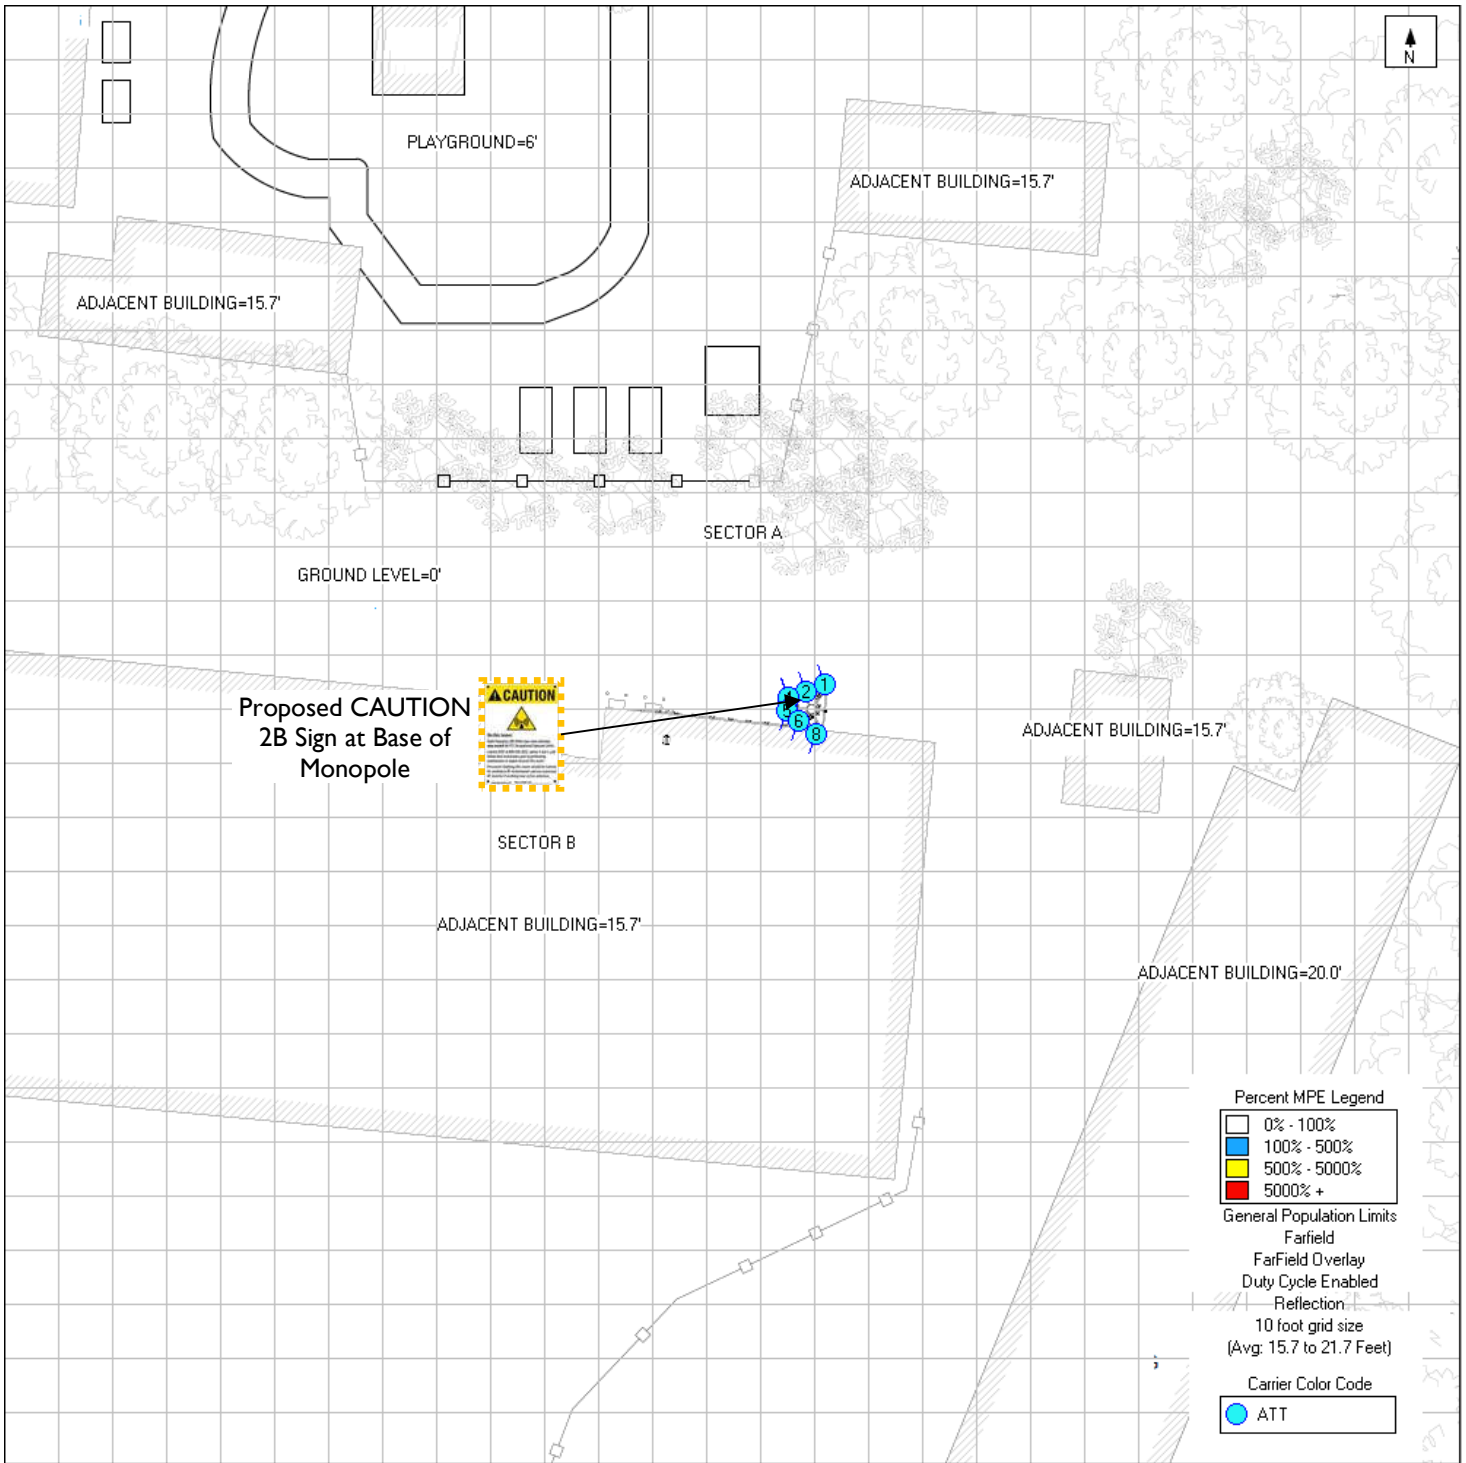 N
PLAYGROUND=6'
ADJACENT BUILDING=15.7'
ADJACENT BUILDING=15.7'
SECTOR A
GROUND LEVEL=0'
Proposed CAUTION
2B Sign at Base of
Monopole
CAUTION
1
2
6
8
ADJACENT BUILDING=15.7'
SECTOR B
ADJACENT BUILDING=15.7'
ADJACENT BUILDING=20.0'
Percent MPE Legend
0% - 100%
100% - 500%
500% - 5000%
5000% +
General Population Limits
Farfield
FarField Overlay
Duty Cycle Enabled
Reflection
10 foot grid size
(Avg: 15.7 to 21.7 Feet)
Carrier Color Code
ATT